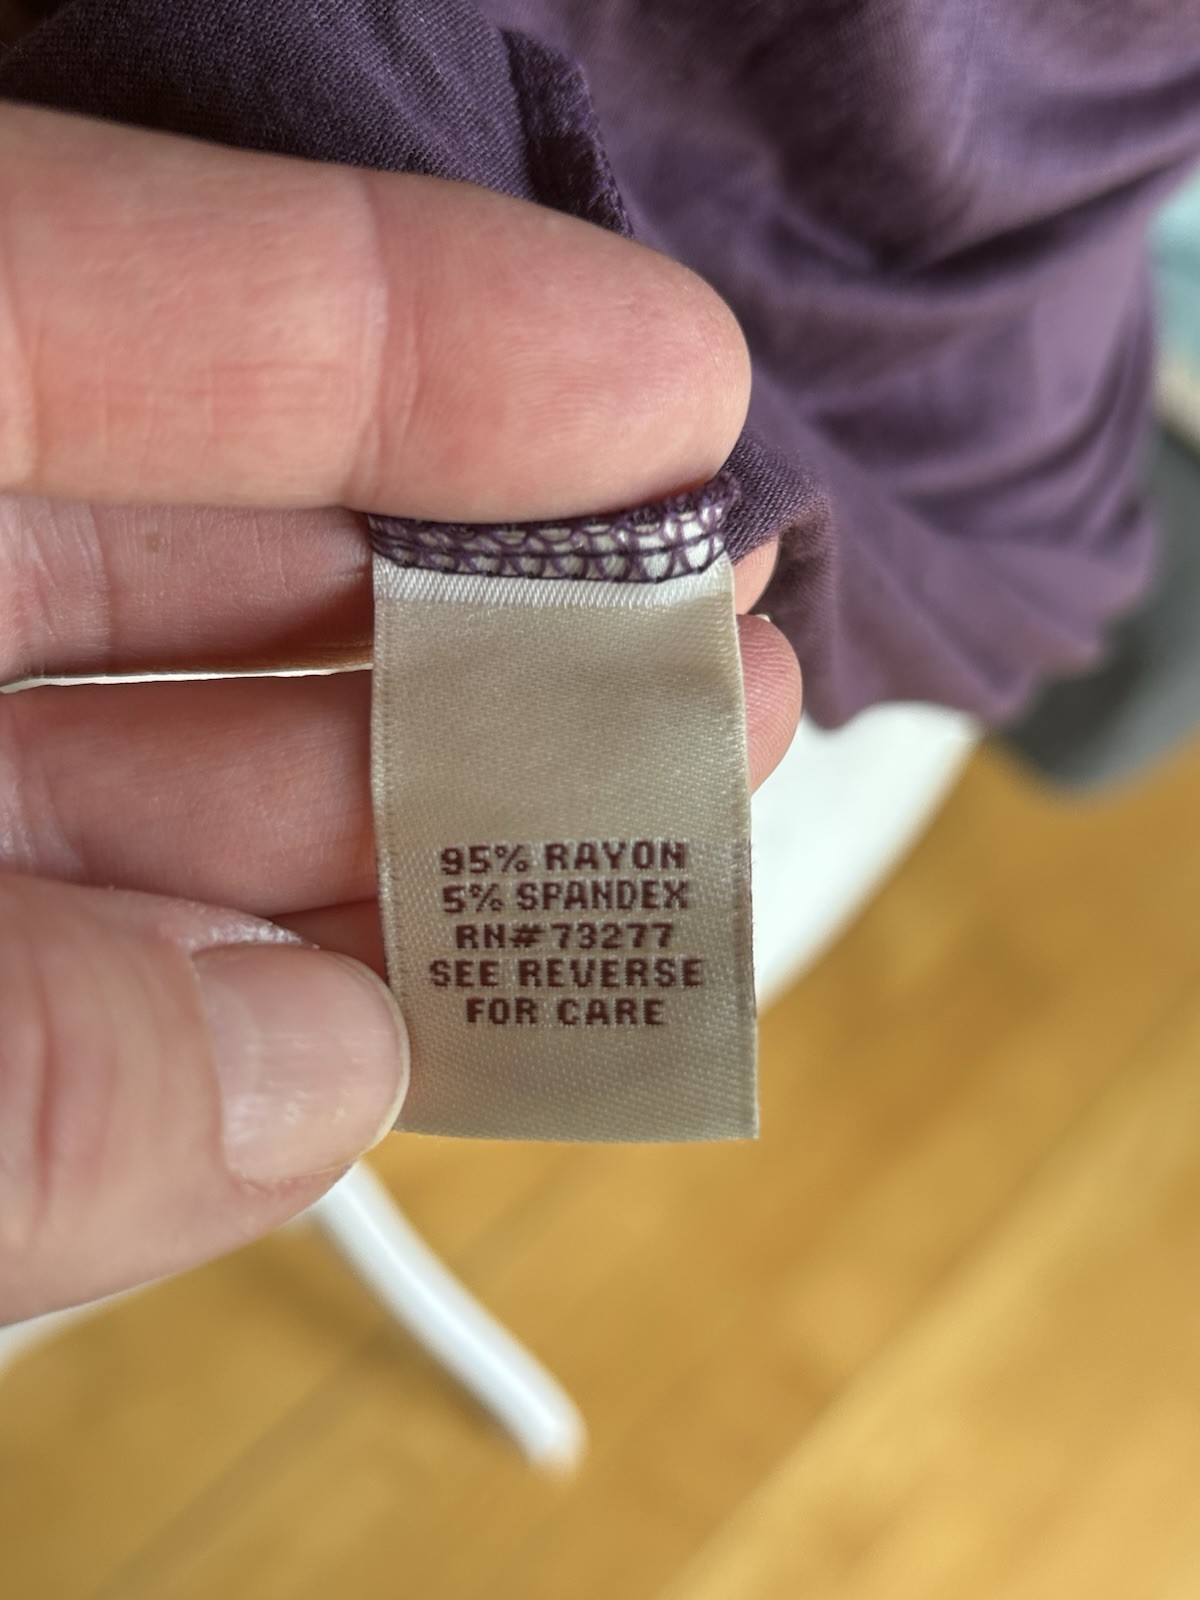 95% RAYON
5% SPANDEX
RN#73277
SEE REVERSE
FOR CARE